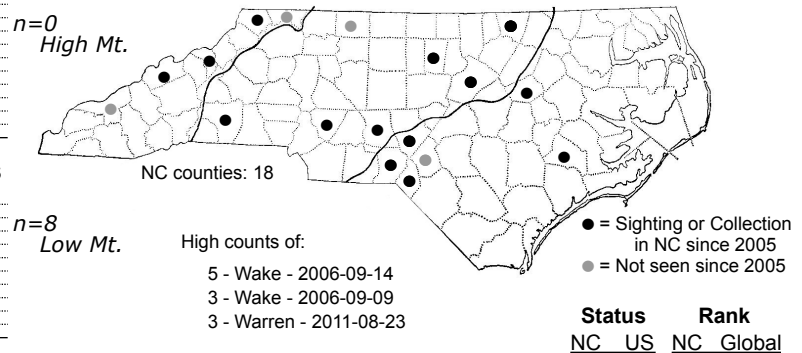 n=0
High Mt.
NC counties: 18
n=8
Low Mt.
High counts of:
5 - Wake - 2006-09-14
3 - Wake - 2006-09-09
3 - Warren - 2011-08-23
● = Sighting or Collection
in NC since 2005
● = Not seen since 2005
Status Rank
NC US NC Global